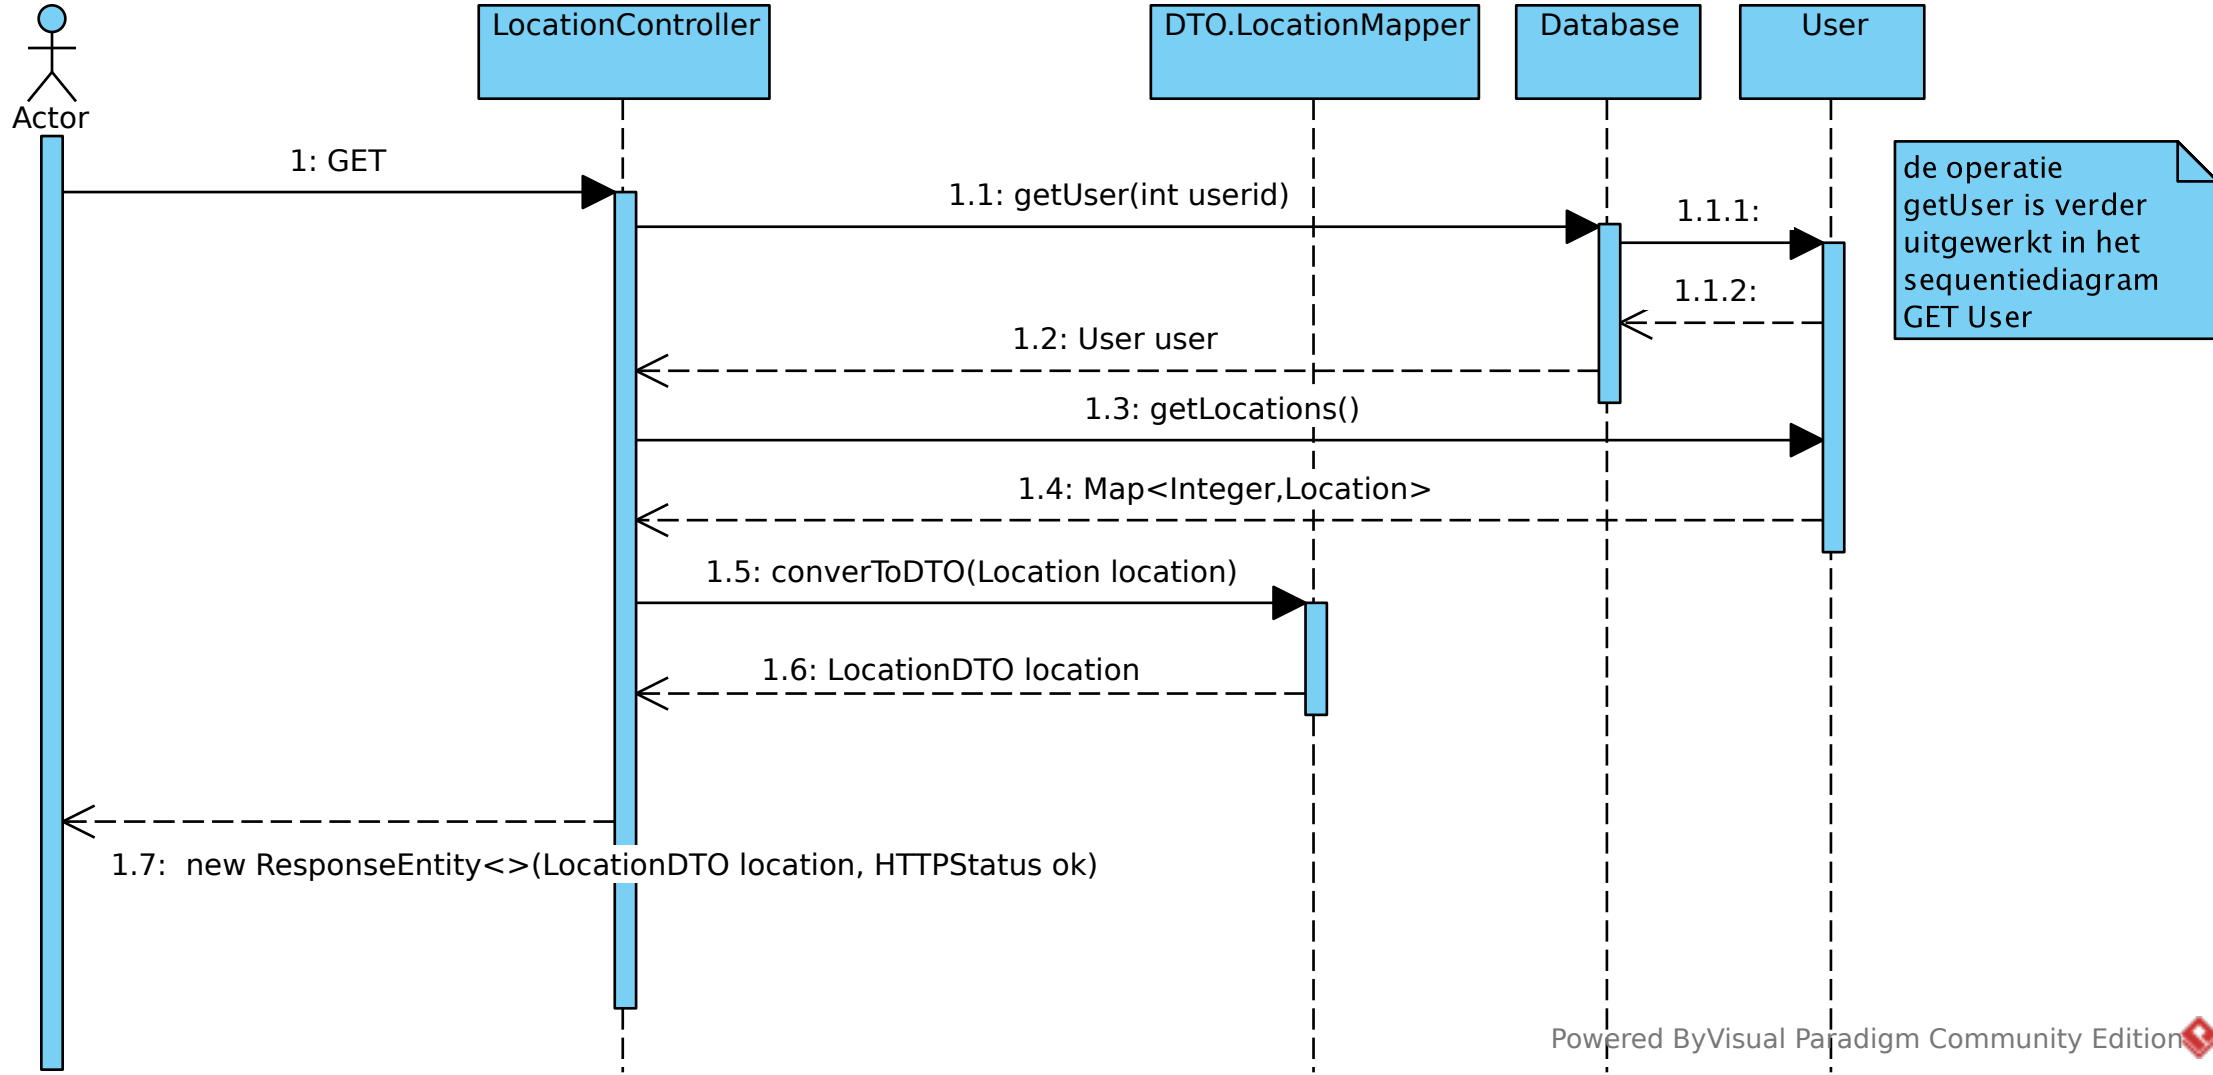 LocationController
DTO.LocationMapper
Database
User
Actor
1: GET
1.1: getUser(int userid)
1.1.1:
de operatie
getUser is verder
uitgewerkt in het
sequentiediagram
GET User
1.1.2:
1.2: User user
1.3: getLocations()
1.4: Map<Integer,Location>
1.5: converToDTO(Location location)
1.6: LocationDTO location
1.7:  new ResponseEntity<>(LocationDTO location, HTTPStatus ok)
Powered ByVisual Paradigm Community Edition